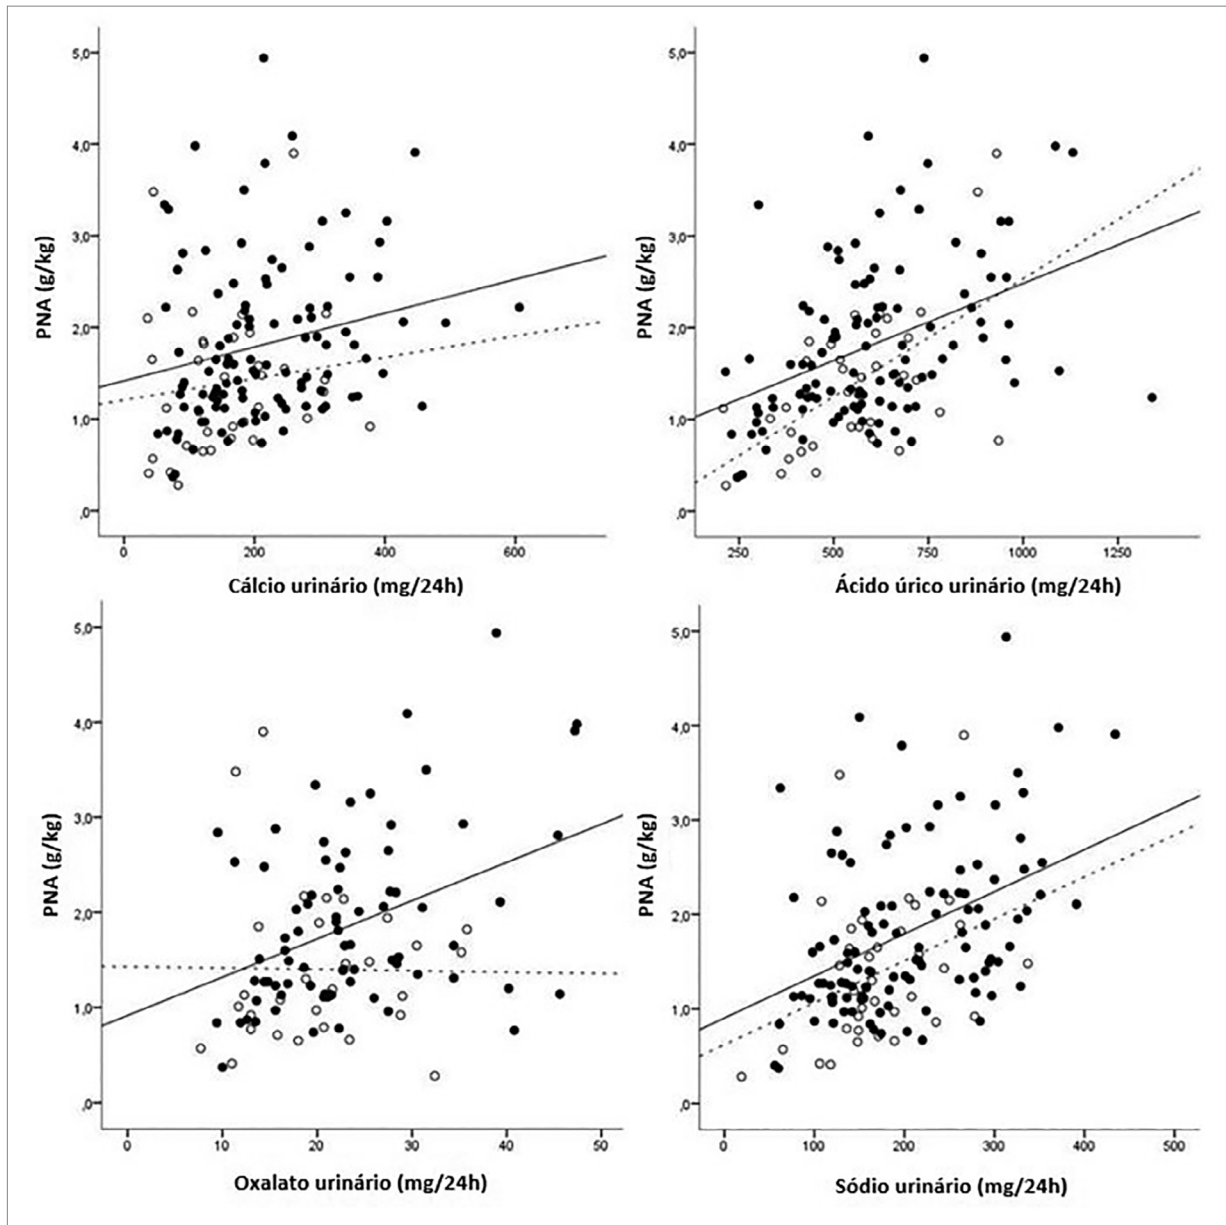 5,0
4,0
3,0
2,0
1,0
,0
PNA (g/kg)
0 200 400 600
Cálcio urinário (mg/24h)
5,0
4,0
3,0
2,0
1,0
,0
PNA (g/kg)
250 500 750 1000 1250
Ácido úrico urinário (mg/24h)
5,0
4,0
3,0
2,0
1,0
,0
PNA (g/kg)
0 10 20 30 40 50
Oxalato urinário (mg/24h)
5,0
4,0
3,0
2,0
1,0
,0
PNA (g/kg)
0 100 200 300 400 500
Sódio urinário (mg/24h)